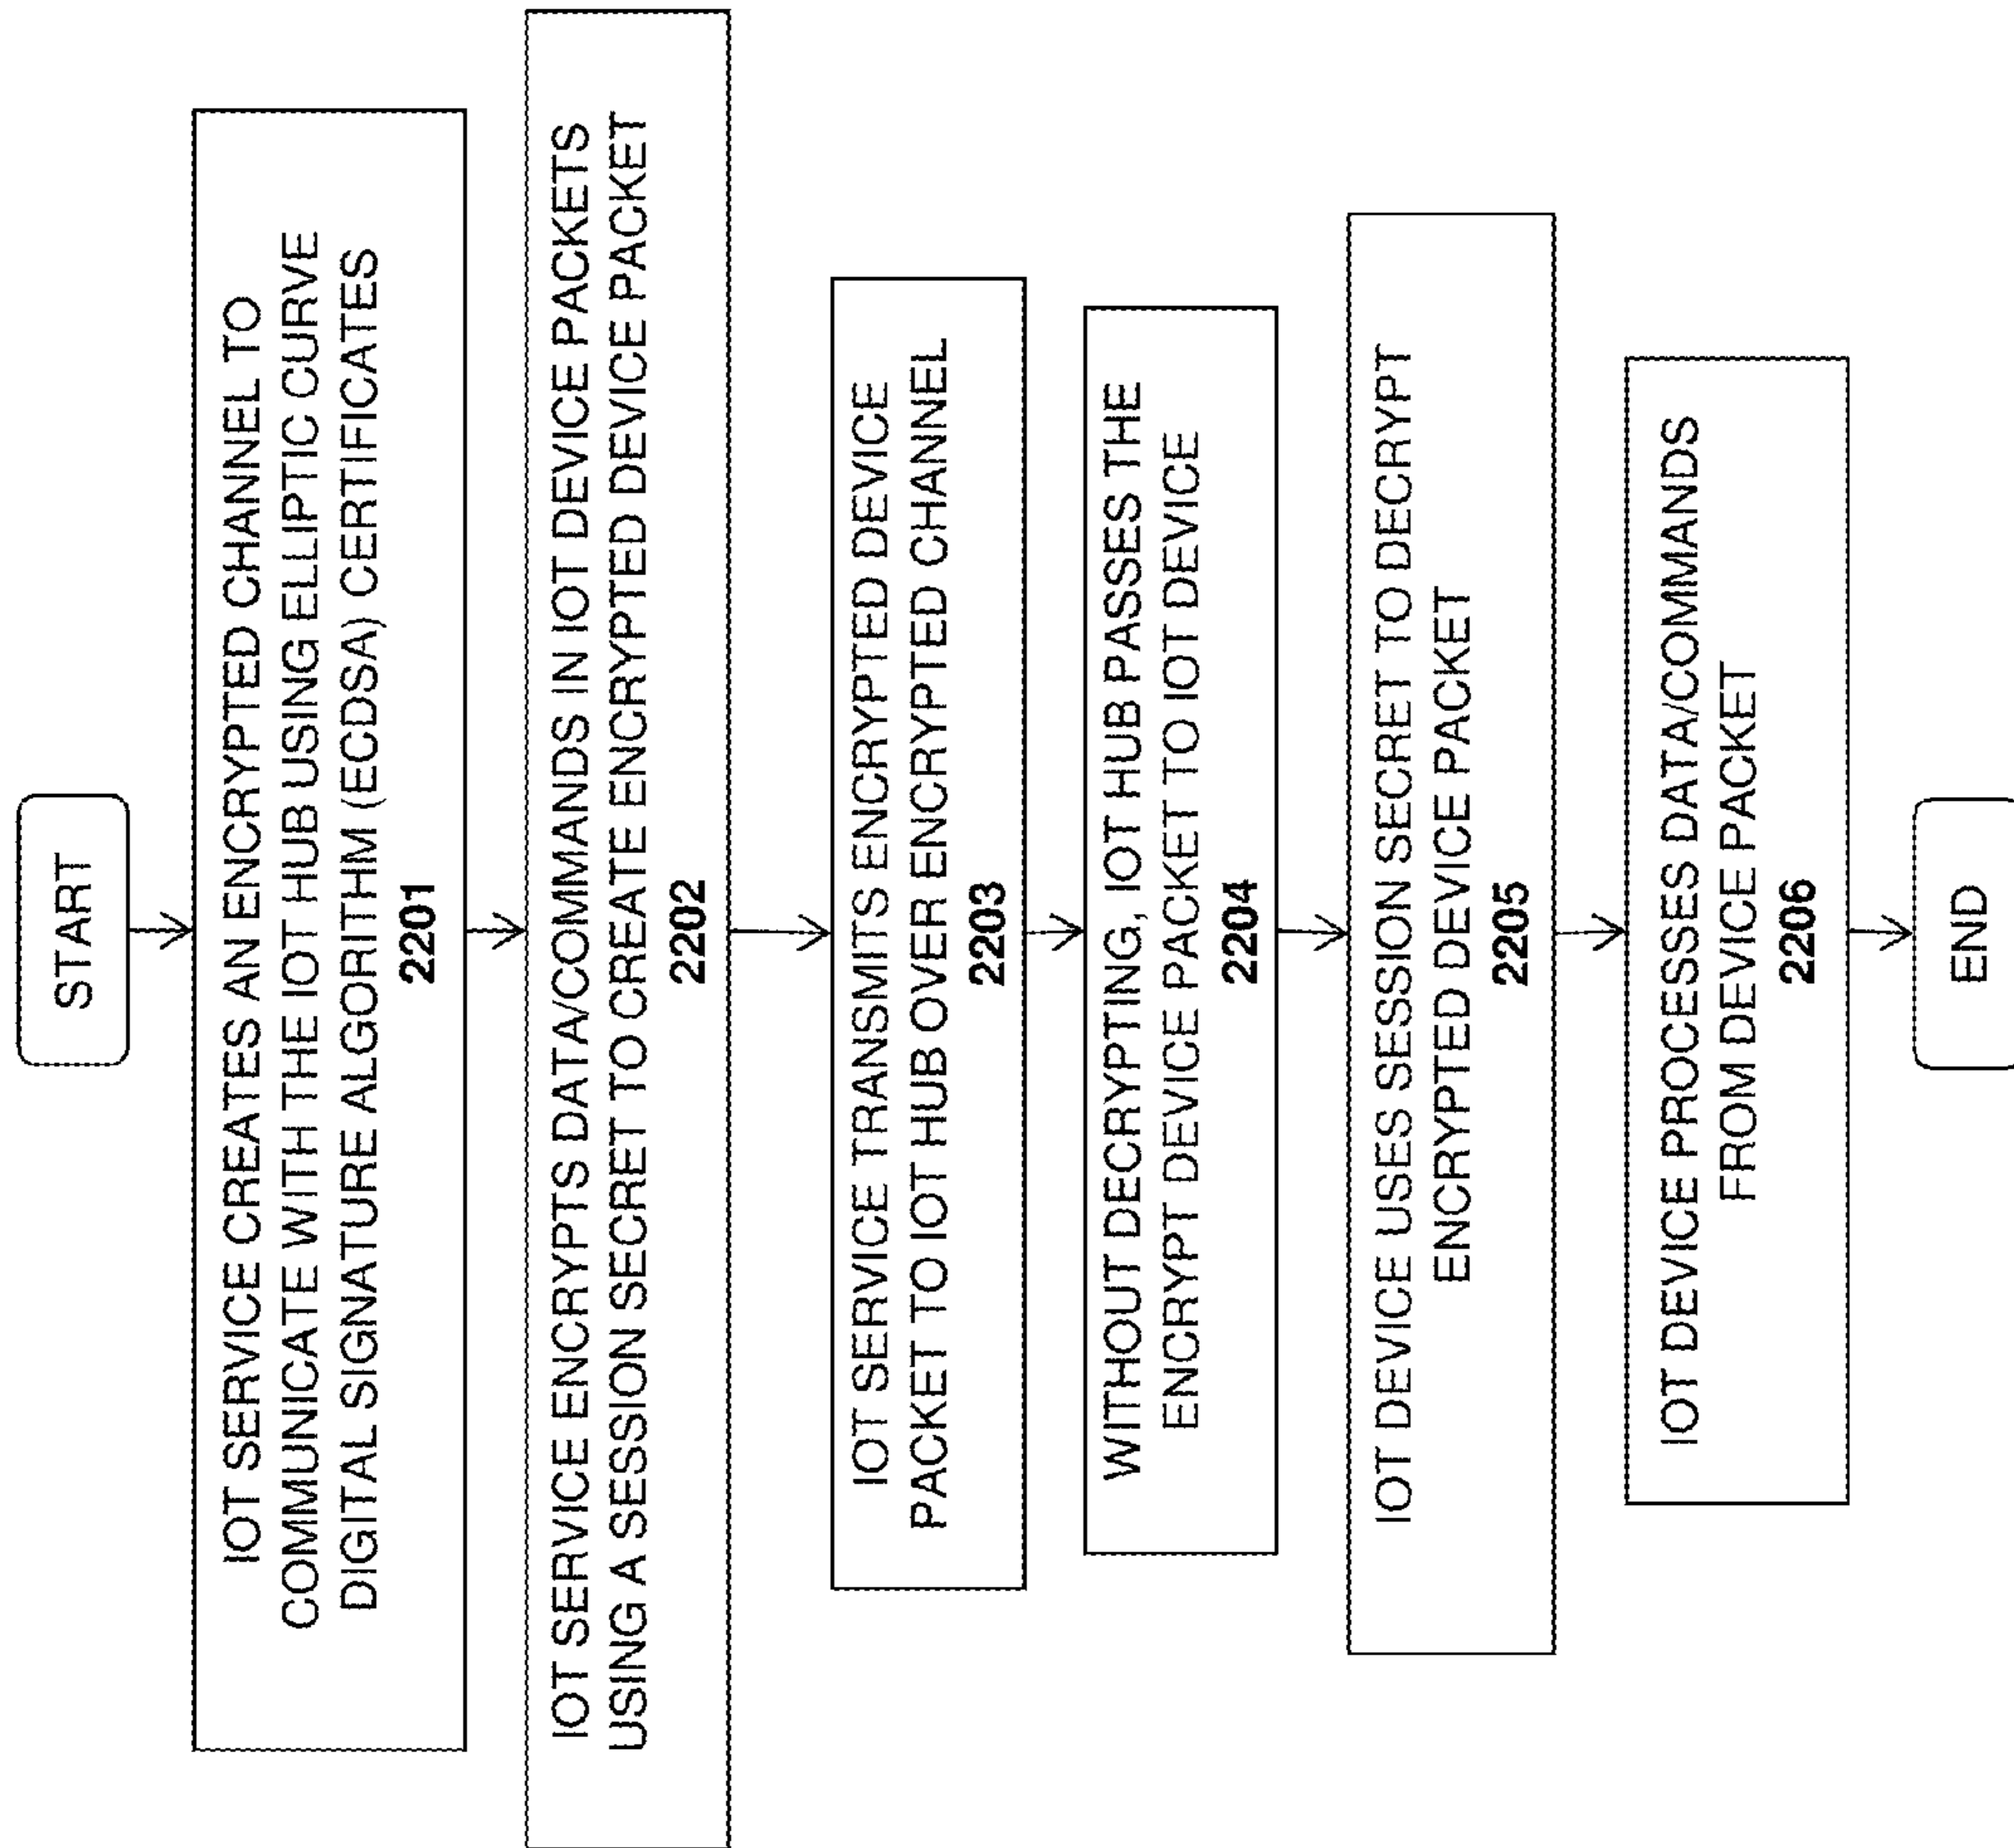 START
IOT SERVICE CREATES AN ENCRYPTED CHANNEL TO
COMMUNICATE WITH THE IOT HUB USING ELLIPTIC CURVE
DIGITAL SIGNATURE ALGORITHM (ECDSA) CERTIFICATES
2201
IOT SERVICE ENCRYPTS DATA/COMMANDS IN IOT DEVICE PACKETS
USING A SESSION SECRET TO CREATE ENCRYPTED DEVICE PACKET
2202
IOT SERVICE TRANSMITS ENCRYPTED DEVICE
PACKET TO IOT HUB OVER ENCRYPTED CHANNEL
2203
WITHOUT DECRYPTING, IOT HUB PASSES THE
ENCRYPT DEVICE PACKET TO IOT DEVICE
2204
IOT DEVICE USES SESSION SECRET TO DECRYPT
ENCRYPTED DEVICE PACKET
2205
IOT DEVICE PROCESSES DATA/COMMANDS
FROM DEVICE PACKET
2206
END